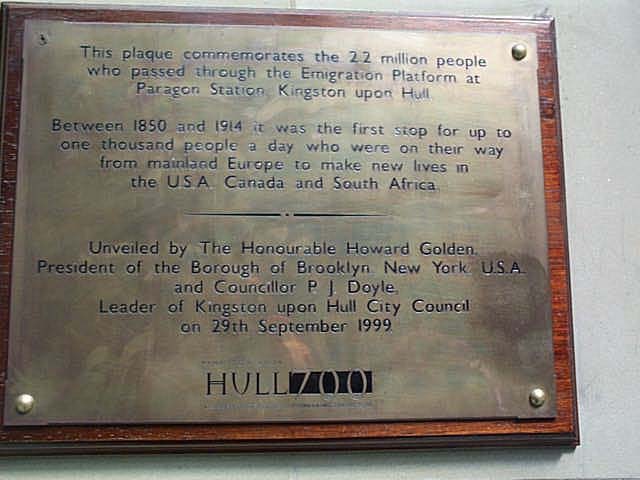 This plaque commemorates the 2.2 million people
who passed through the Emigration Platform at
Paragon Station, Kingston upon Hull.
Between 1850 and 1914 it was the first stop for up to
one thousand people a day who were on their way
from mainland Europe to make new lives in
the U.S.A. Canada and South Africa.
Unveiled by The Honourable Howard Golden.
President of the Borough of Brooklyn. New York. U.S.A.
and Councillor P. J. Doyle,
Leader of Kingston upon Hull City Council
on 29th September 1999.
HULL700